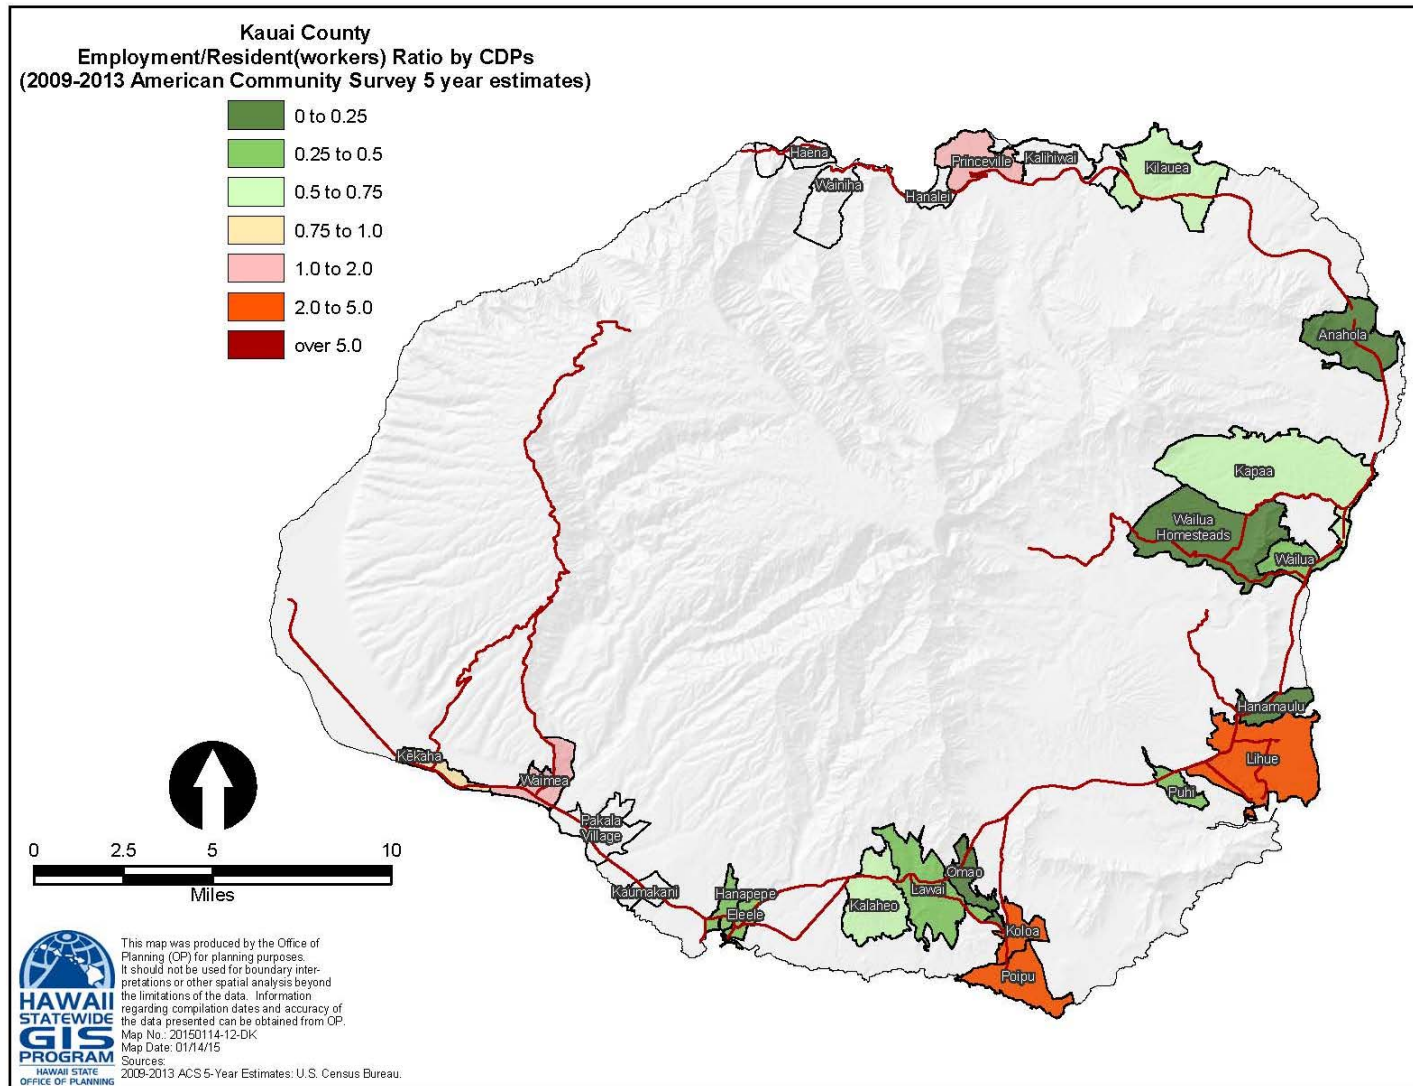 Kauai County
Employment/Resident(workers) Ratio by CDPs
(2009-2013 American Community Survey 5 year estimates)
0 to 0.25
0.25 to 0.5
0.5 to 0.75
0.75 to 1.0
1.0 to 2.0
2.0 to 5.0
over 5.0
Haena
Wainiha
Hanalei
Princeville
Kalihiwai
Kilauea
Anahola
Kapaa
Wailua
Homesteads
Wailua
Hanamaulu
Lihue
Puhi
Kekaha
Waimea
Pakala
Village
Kaumakani
Hanapepe
Eleele
Kalaheo
Lawai
Omao
Koloa
Poipu
0 2.5 5 10
Miles
HAWAII
STATEWIDE
GIS
PROGRAM
HAWAII STATE
OFFICE OF PLANNING
This map was produced by the Office of
Planning (OP) for planning purposes.
It should not be used for boundary inter-
pretations or other spatial analysis beyond
the limitations of the data. Information
regarding compilation dates and accuracy of
the data presented can be obtained from OP.
Map No.: 20150114-12-DK
Map Date: 01/14/15
Sources:
2009-2013 ACS 5-Year Estimates: U.S. Census Bureau.